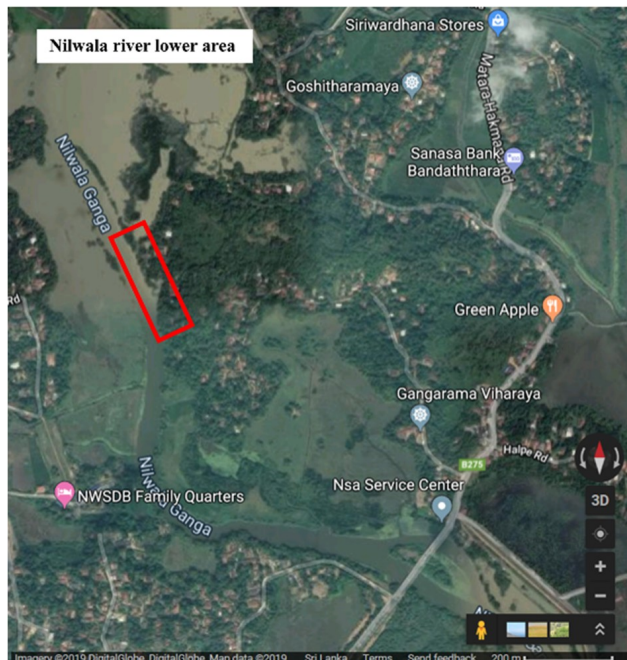 Nilwala river lower area
Siriwardhana Stores
Goshitharamaya
Matara-Hakmana Rd
Sanasa Bank
Bandaththara
Nilwala Ganga
Rd
Green Apple
Gangarama Viharaya
B275
Halpe Rd
NWSDB Family Quarters
Nilwala Ganga
Nsa Service Center
3D
Imagery ©2019 DigitalGlobe, DigitalGlobe, Map data ©2019 Sri Lanka Terms Send feedback 200 m